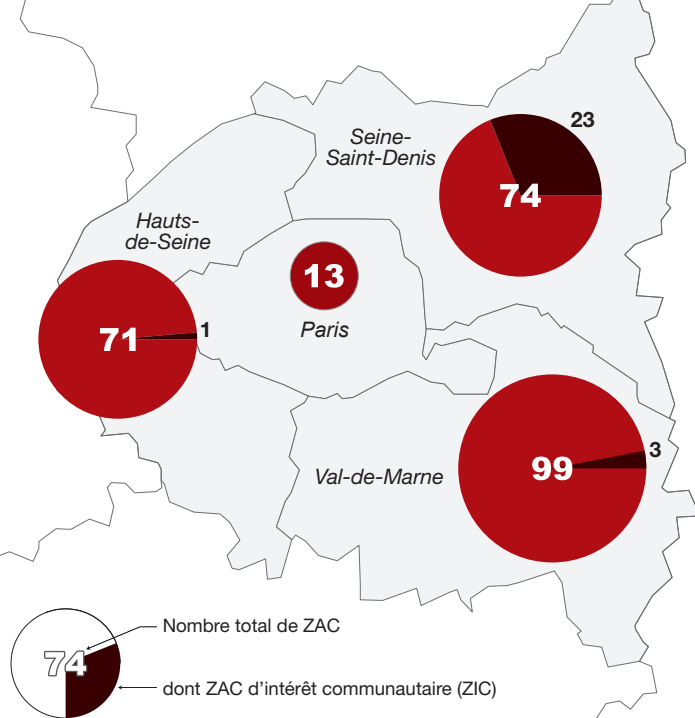 Seine-
Saint-Denis
23
74
Hauts-
de-Seine
13
Paris
71
1
Val-de-Marne
99
3
74
Nombre total de ZAC
dont ZAC d'intérêt communautaire (ZIC)